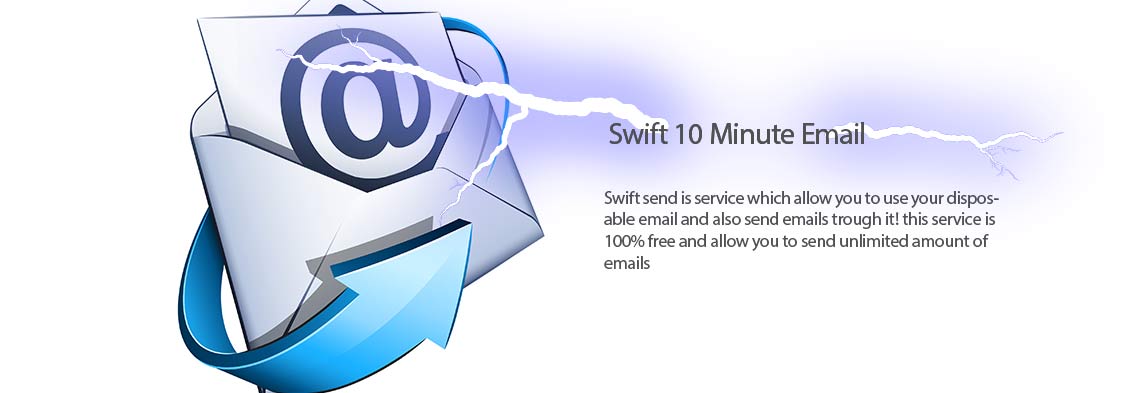 @
Swift 10 Minute Email
Swift send is service which allow you to use your dispos-
able email and also send emails trough it! this service is
100% free and allow you to send unlimited amount of
emails